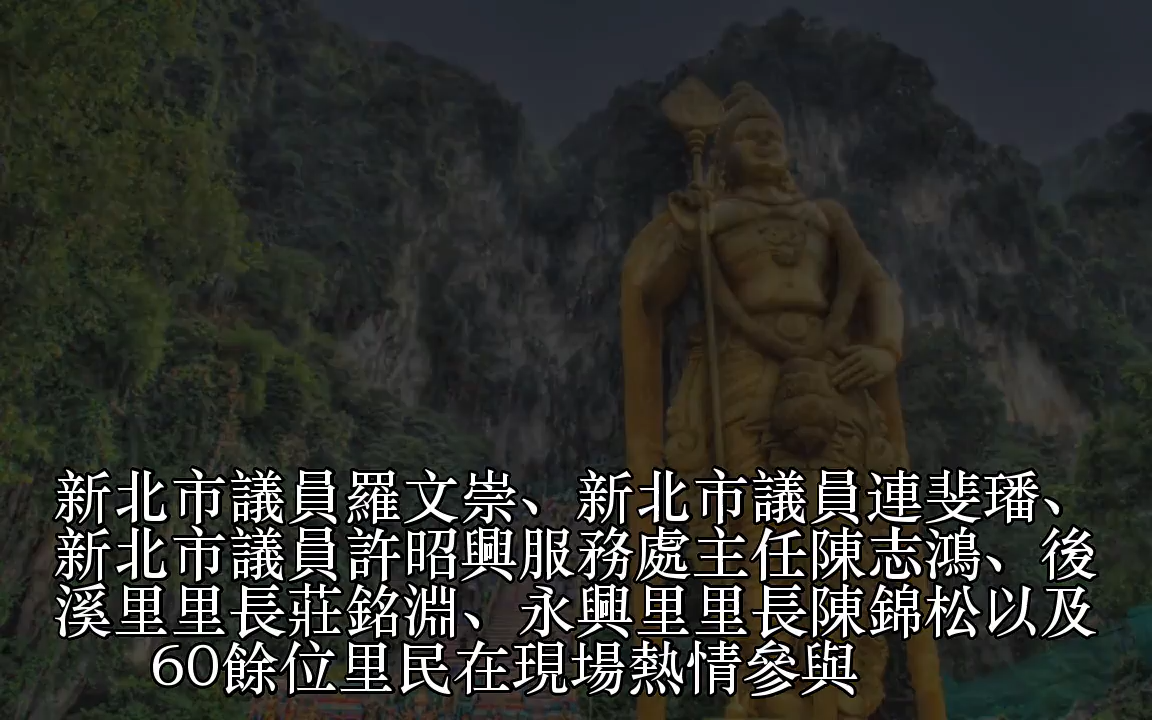 新北市議員羅文崇、新北市議員連斐璠、
新北市議員許昭興服務處主任陳志鴻、後
溪里里長莊銘淵、永興里里長陳錦松以及
60餘位里民在現場熱情參與